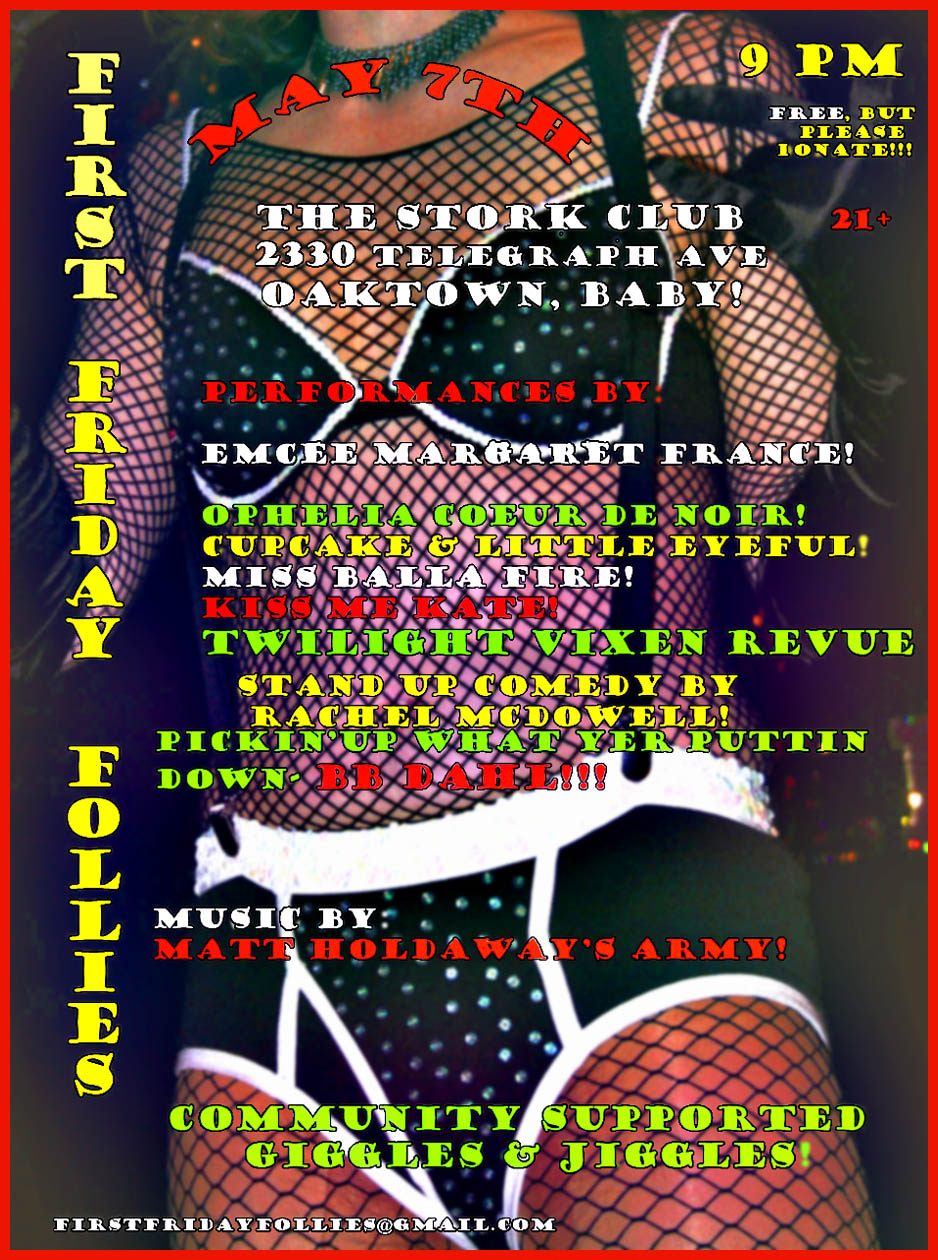 FIRST FRIDAY FOLLIES
MAY 7TH
9 PM
FREE, BUT
PLEASE
DONATE!!!
21+
THE STORK CLUB
2330 TELEGRAPH AVE
OAKTOWN, BABY!
PERFORMANCES BY:
EMCEE MARGARET FRANCE!
OPHELIA COEUR DE NOIR!
CUPCAKE & LITTLE EYEFUL!
MISS BALLA FIRE!
KISS ME KATE!
TWILIGHT VIXEN REVUE
STAND UP COMEDY BY
RACHEL MCDOWELL!
PICKIN'UP WHAT YER PUTTIN
DOWN- BB DAHL!!!
MUSIC BY:
MATT HOLDAWAY'S ARMY!
COMMUNITY SUPPORTED
GIGGLES & JIGGLES!
FIRSTFRIDAYFOLLIES@GMAIL.COM